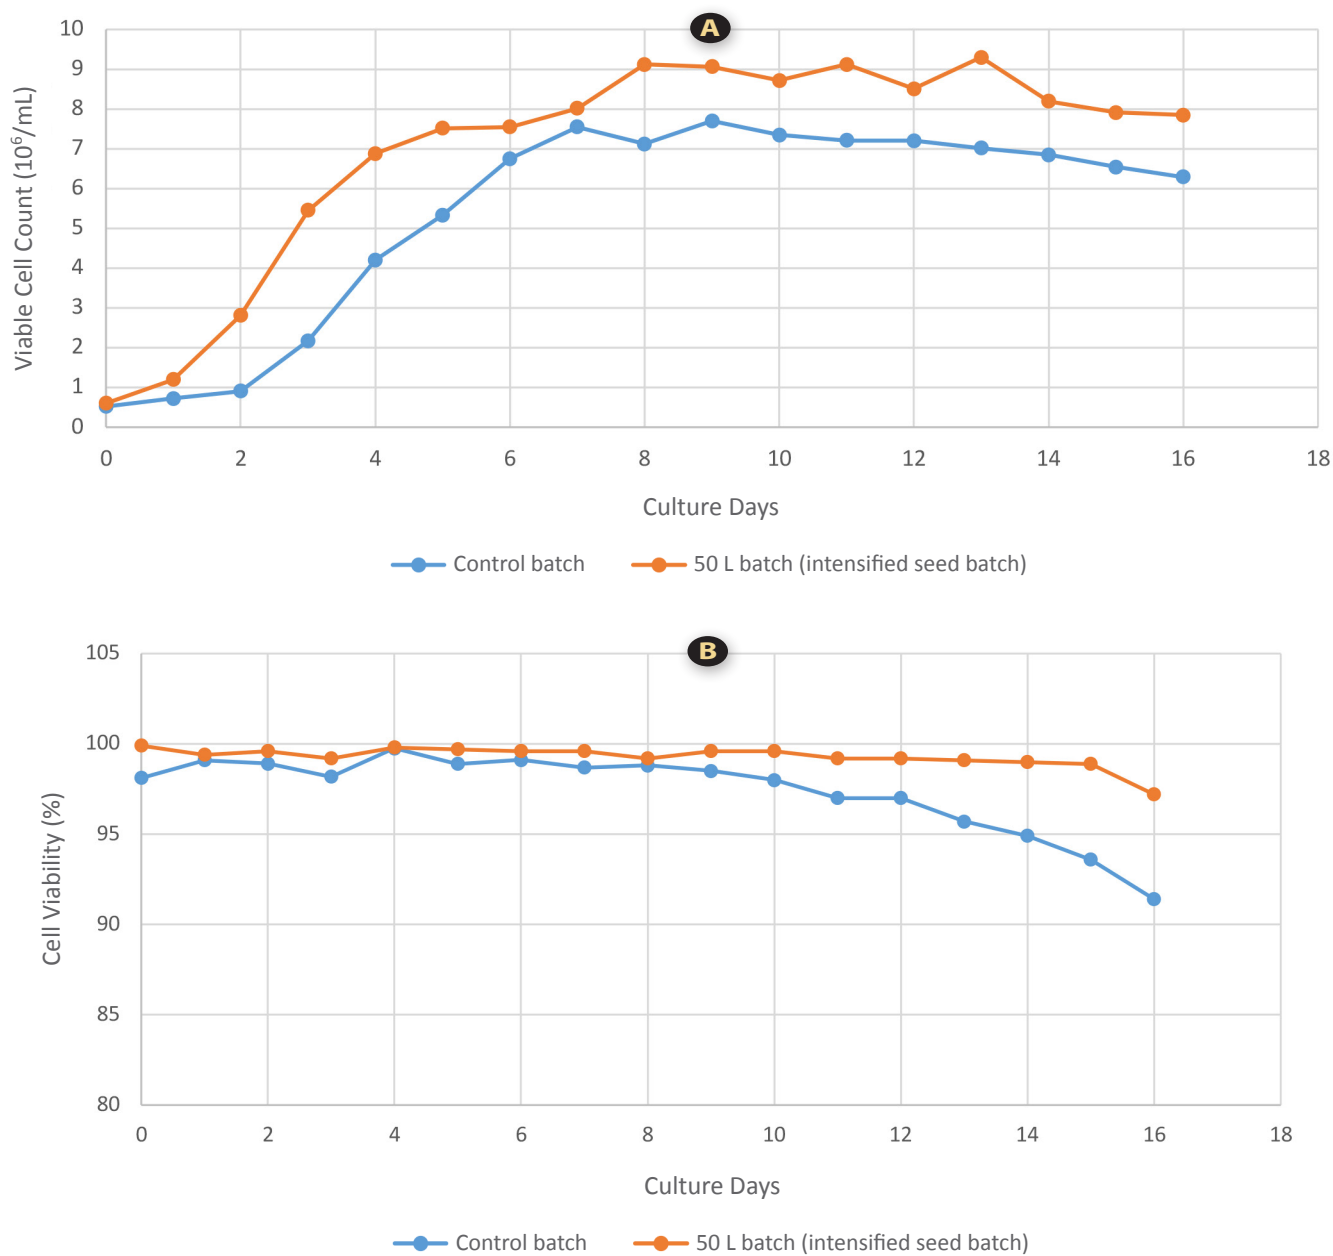 A
10
9
8
7
6
5
4
3
2
1
0
Viable Cell Count (10⁶/mL)
0 2 4 6 8 10 12 14 16 18
Culture Days
Control batch 50 L batch (intensified seed batch)
B
105
100
95
90
85
80
Cell Viability (%)
0 2 4 6 8 10 12 14 16 18
Culture Days
Control batch 50 L batch (intensified seed batch)